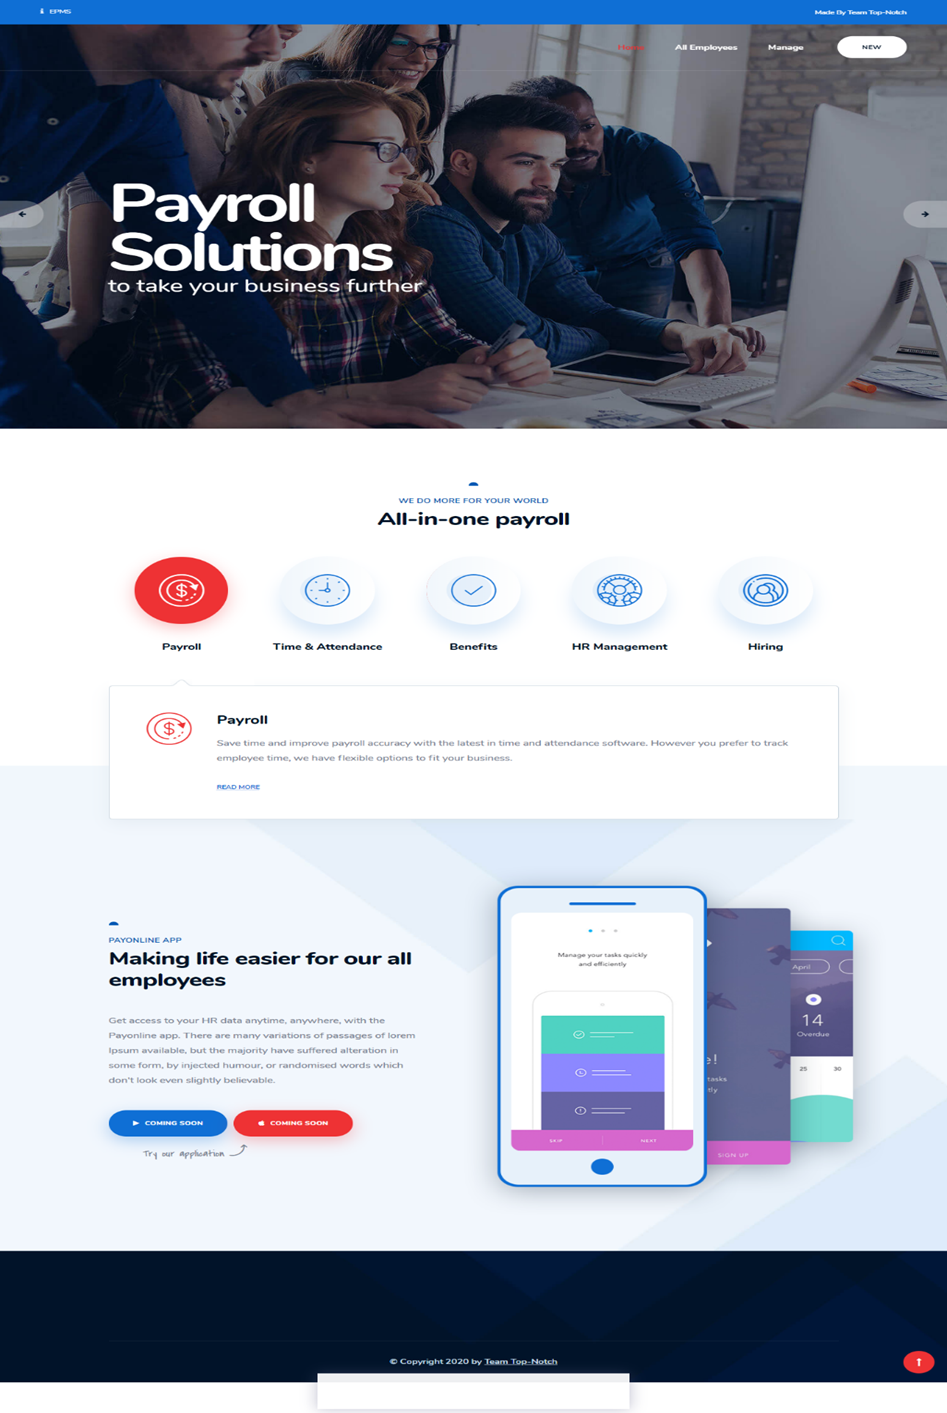 EPMS
Made By Team Top-Notch
Home
All Employees
Manage
NEW
Payroll
Solutions
to take your business further
WE DO MORE FOR YOUR WORLD
All-in-one payroll
Payroll
Time & Attendance
Benefits
HR Management
Hiring
Payroll
Save time and improve payroll accuracy with the latest in time and attendance software. However you prefer to track
employee time, we have flexible options to fit your business.
READ MORE
PAYONLINE APP
Making life easier for our all
employees
Get access to your HR data anytime, anywhere, with the
Payonline app. There are many variations of passages of lorem
Ipsum available, but the majority have suffered alteration in
some form, by injected humour, or randomised words which
don't look even slightly believable.
COMING SOON
COMING SOON
Try our application
Manage your tasks quickly
and efficiently
SKIP
NEXT
e!
tasks
tly
SIGN UP
April
14
Overdue
25
30
© Copyright 2020 by Team Top-Notch